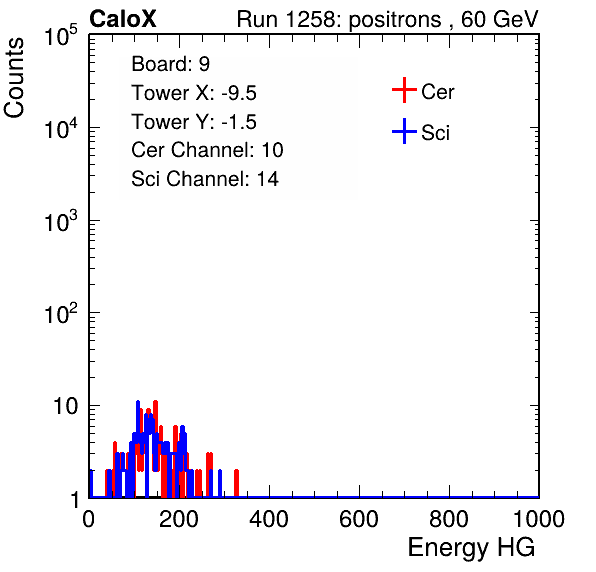 CaloX Run 1258: positrons , 60 GeV
Counts
Board: 9
Tower X: -9.5
Tower Y: -1.5
Cer Channel: 10
Sci Channel: 14
Cer
Sci
10^5
10^4
10^3
10^2
10
1
0 200 400 600 800 1000
Energy HG